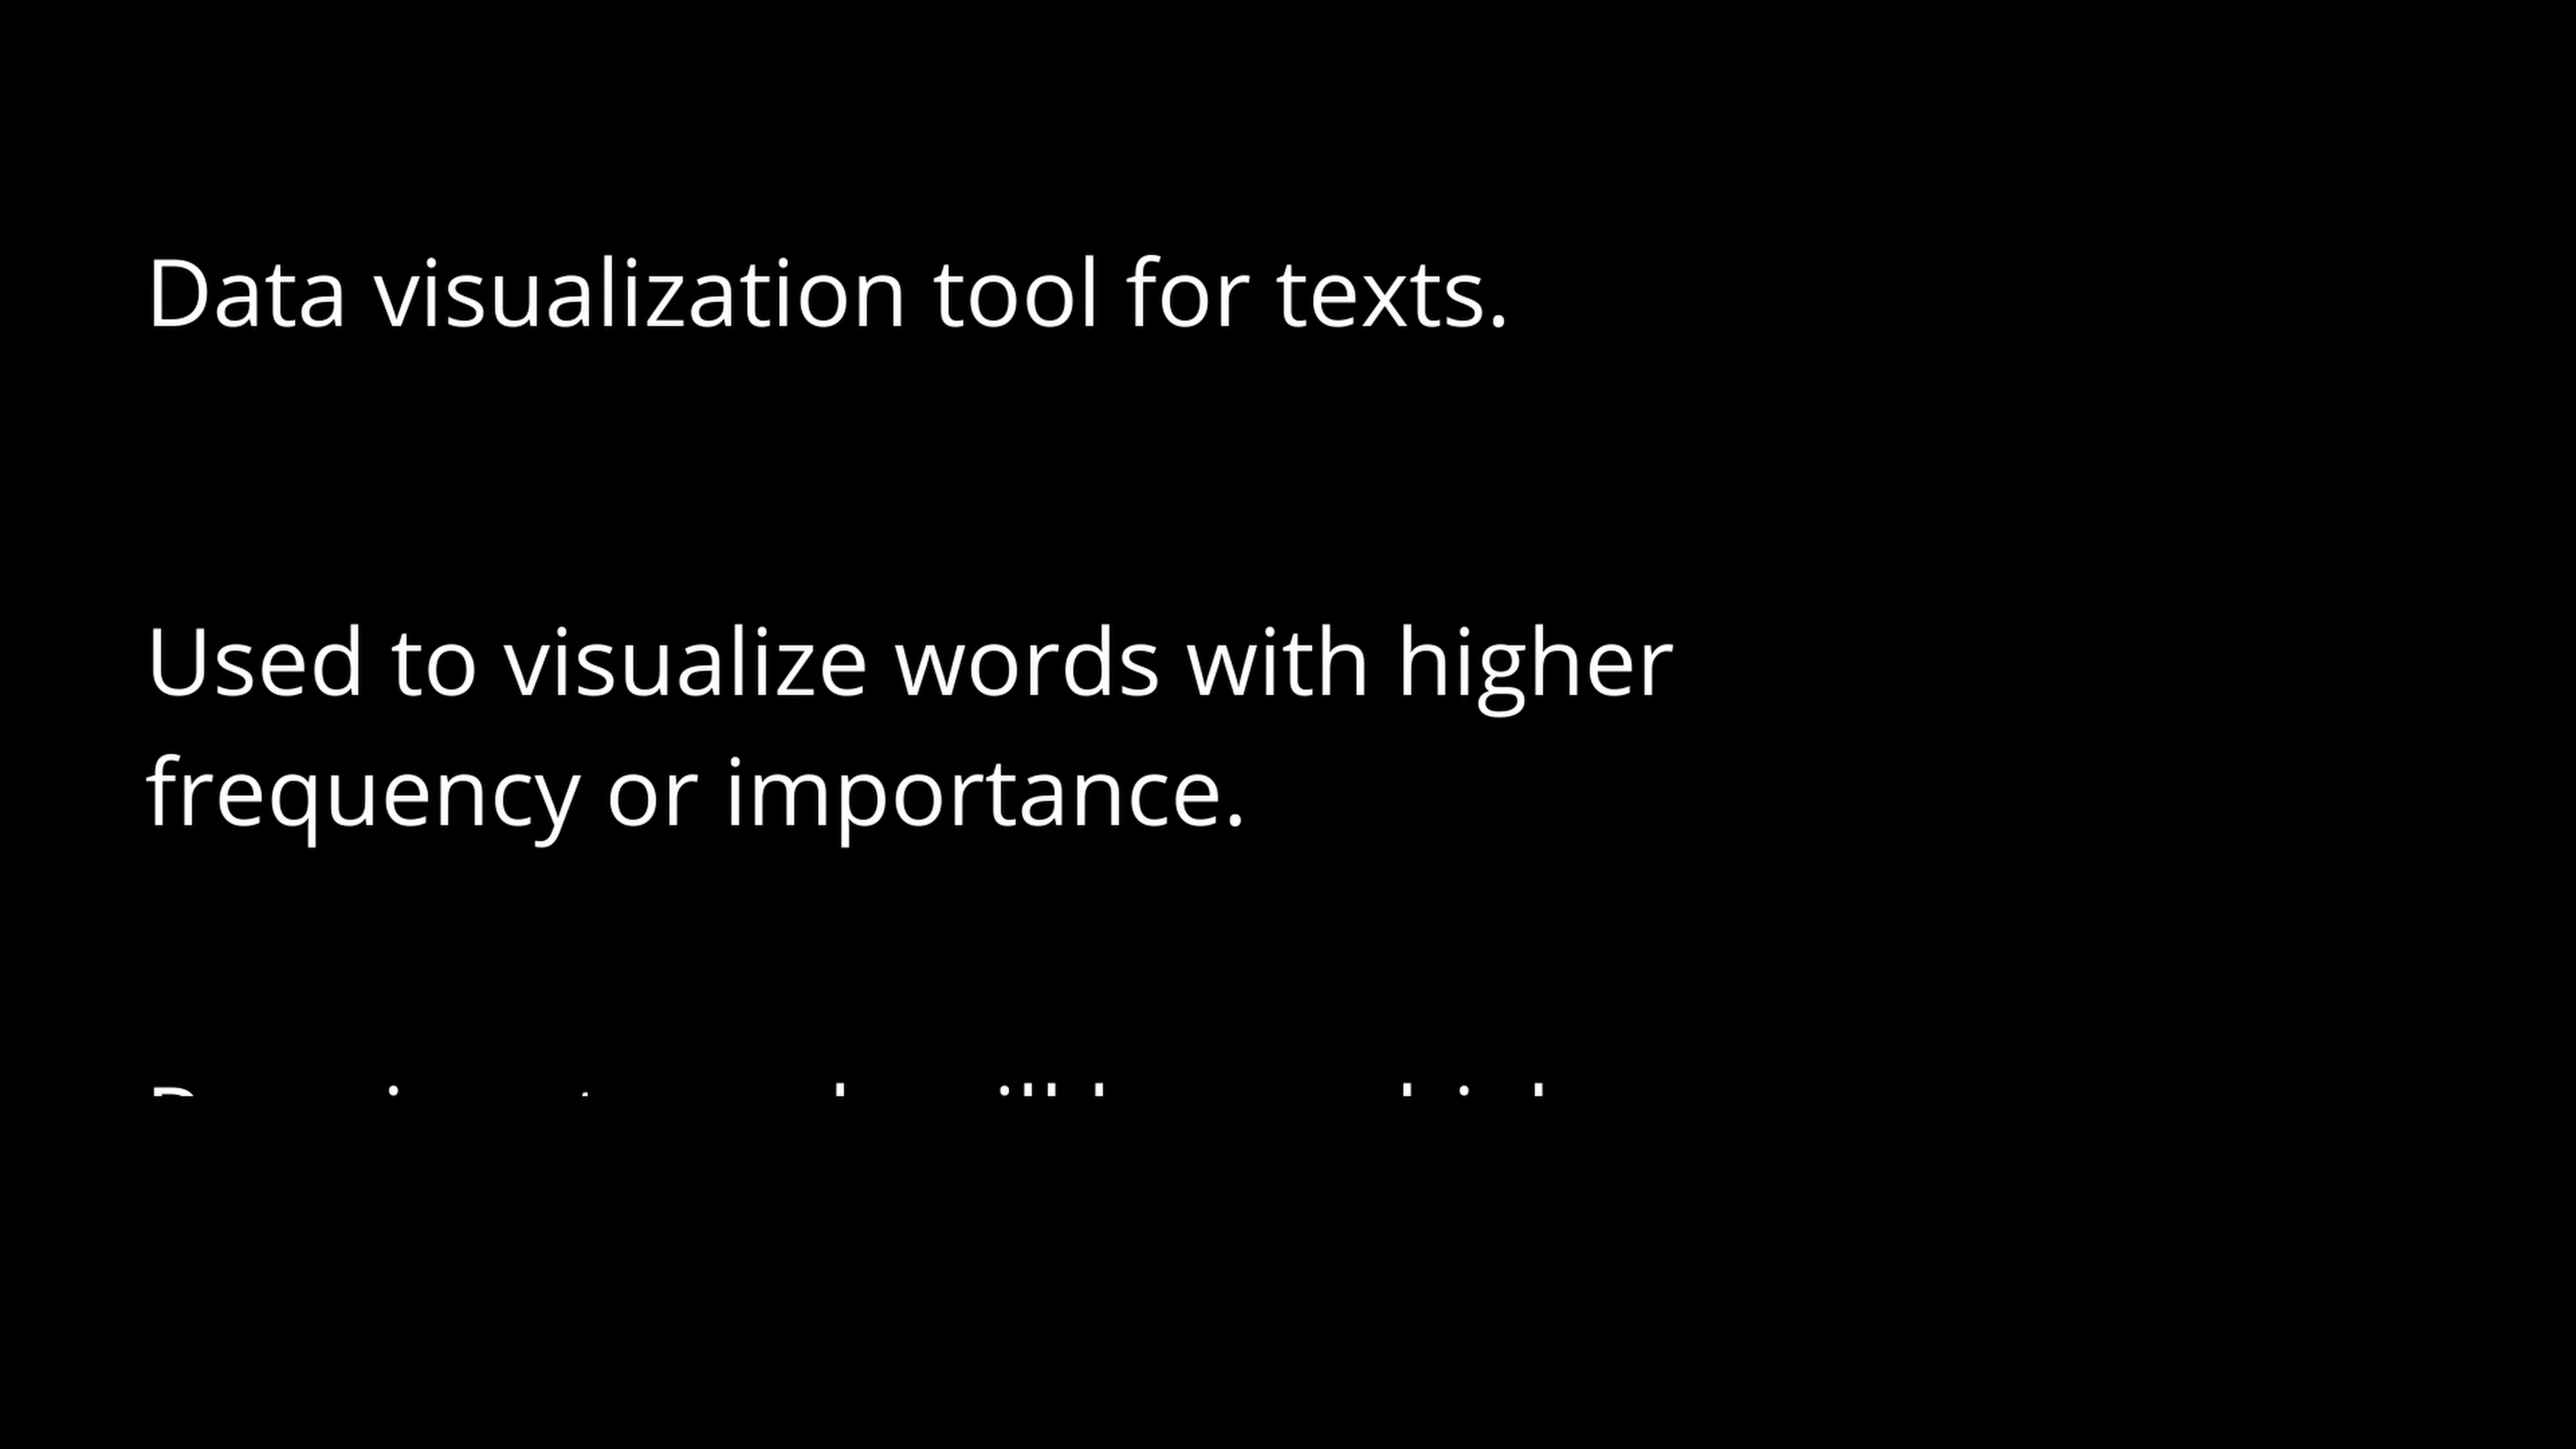 Data visualization tool for texts.
Used to visualize words with higher
frequency or importance.